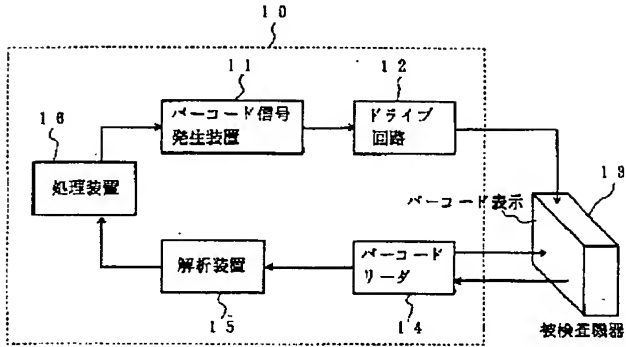 10
11
12
バーコード信号
発生装置
ドライブ
回路
16
処理装置
13
バーコード表示
解析装置
バーコード
リーダ
15
14
被検査機器